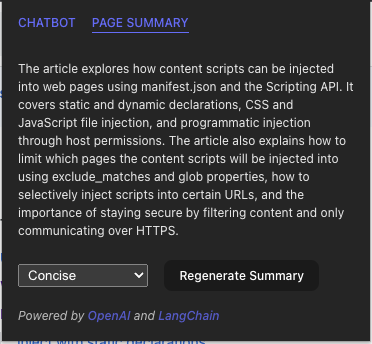 CHATBOT PAGE SUMMARY
The article explores how content scripts can be injected
into web pages using manifest.json and the Scripting API. It
covers static and dynamic declarations, CSS and
JavaScript file injection, and programmatic injection
through host permissions. The article also explains how to
limit which pages the content scripts will be injected into
using exclude_matches and glob properties, how to
selectively inject scripts into certain URLs, and the
importance of staying secure by filtering content and only
communicating over HTTPS.
Concise Regenerate Summary
Powered by OpenAI and LangChain
inject with static declarations